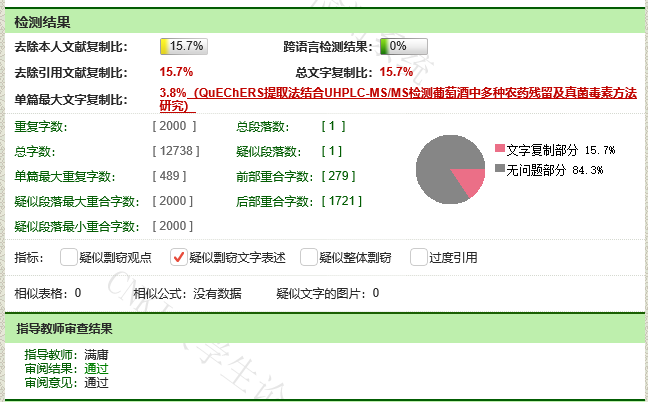 检测结果
去除本人文献复制比： 15.7% 跨语言检测结果： 0%
去除引用文献复制比： 15.7% 总文字复制比： 15.7%
单篇最大文字复制比： 3.8%（QuEChERS提取法结合UHPLC-MS/MS检测葡萄酒中多种农药残留及真菌毒素方法
研究）
重复字数： [ 2000 ] 总段落数： [ 1 ]
总字数： [ 12738 ] 疑似段落数： [ 1 ]
单篇最大重复字数： [ 489 ] 前部重合字数： [ 279 ]
疑似段落最大重合字数： [ 2000 ] 后部重合字数： [ 1721 ]
疑似段落最小重合字数： [ 2000 ]
文字复制部分 15.7%
无问题部分 84.3%
指标： 疑似剽窃观点 疑似剽窃文字表述 疑似整体剽窃 过度引用
相似表格：0 相似公式：没有数据 疑似文字的图片：0
指导教师审查结果
指导教师：满庸
审阅结果：通过
审阅意见：通过